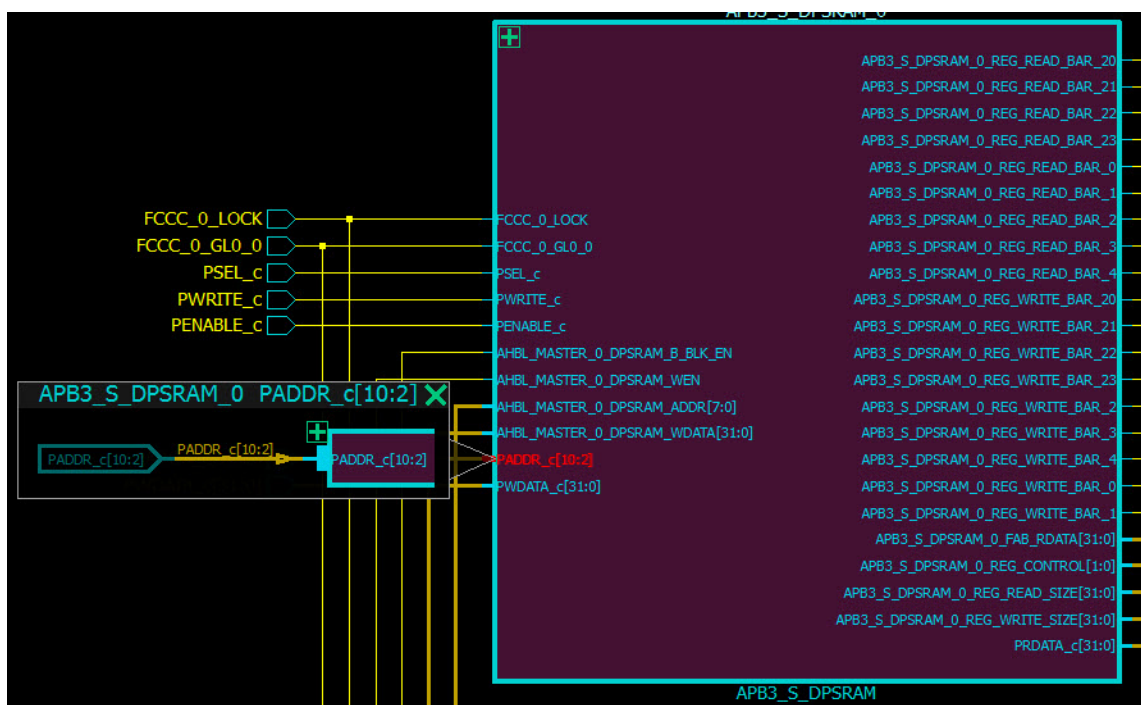 APB3_S_DPSRAM_0
APB3_S_DPSRAM_0_REG_READ_BAR_20
APB3_S_DPSRAM_0_REG_READ_BAR_21
APB3_S_DPSRAM_0_REG_READ_BAR_22
APB3_S_DPSRAM_0_REG_READ_BAR_23
APB3_S_DPSRAM_0_REG_READ_BAR_0
APB3_S_DPSRAM_0_REG_READ_BAR_1
FCCC_0_LOCK FCCC_0_LOCK APB3_S_DPSRAM_0_REG_READ_BAR_2
FCCC_0_GL0_0 FCCC_0_GL0_0 APB3_S_DPSRAM_0_REG_READ_BAR_3
PSEL_c PSEL_c APB3_S_DPSRAM_0_REG_READ_BAR_4
PWRITE_c PWRITE_c APB3_S_DPSRAM_0_REG_WRITE_BAR_20
PENABLE_c PENABLE_c APB3_S_DPSRAM_0_REG_WRITE_BAR_21
AHBL_MASTER_0_DPSRAM_B_BLK_EN APB3_S_DPSRAM_0_REG_WRITE_BAR_22
AHBL_MASTER_0_DPSRAM_WEN APB3_S_DPSRAM_0_REG_WRITE_BAR_23
APB3_S_DPSRAM_0 PADDR_c[10:2]
AHBL_MASTER_0_DPSRAM_ADDR[7:0] APB3_S_DPSRAM_0_REG_WRITE_BAR_2
AHBL_MASTER_0_DPSRAM_WDATA[31:0] APB3_S_DPSRAM_0_REG_WRITE_BAR_3
PADDR_c[10:2] PADDR_c[10:2] PADDR_c[10:2] PADDR_c[10:2] APB3_S_DPSRAM_0_REG_WRITE_BAR_4
PWDATA_c[31:0] APB3_S_DPSRAM_0_REG_WRITE_BAR_0
APB3_S_DPSRAM_0_REG_WRITE_BAR_1
APB3_S_DPSRAM_0_FAB_RDATA[31:0]
APB3_S_DPSRAM_0_REG_CONTROL[1:0]
APB3_S_DPSRAM_0_REG_READ_SIZE[31:0]
APB3_S_DPSRAM_0_REG_WRITE_SIZE[31:0]
PRDATA_c[31:0]
APB3_S_DPSRAM